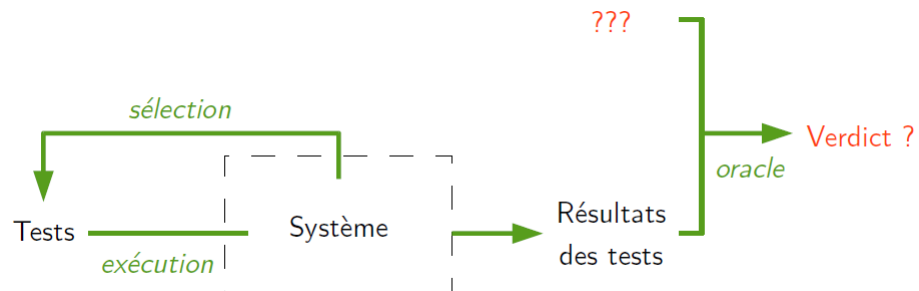 ???
sélection
Verdict ?
oracle
Tests
Système
Résultats
des tests
exécution